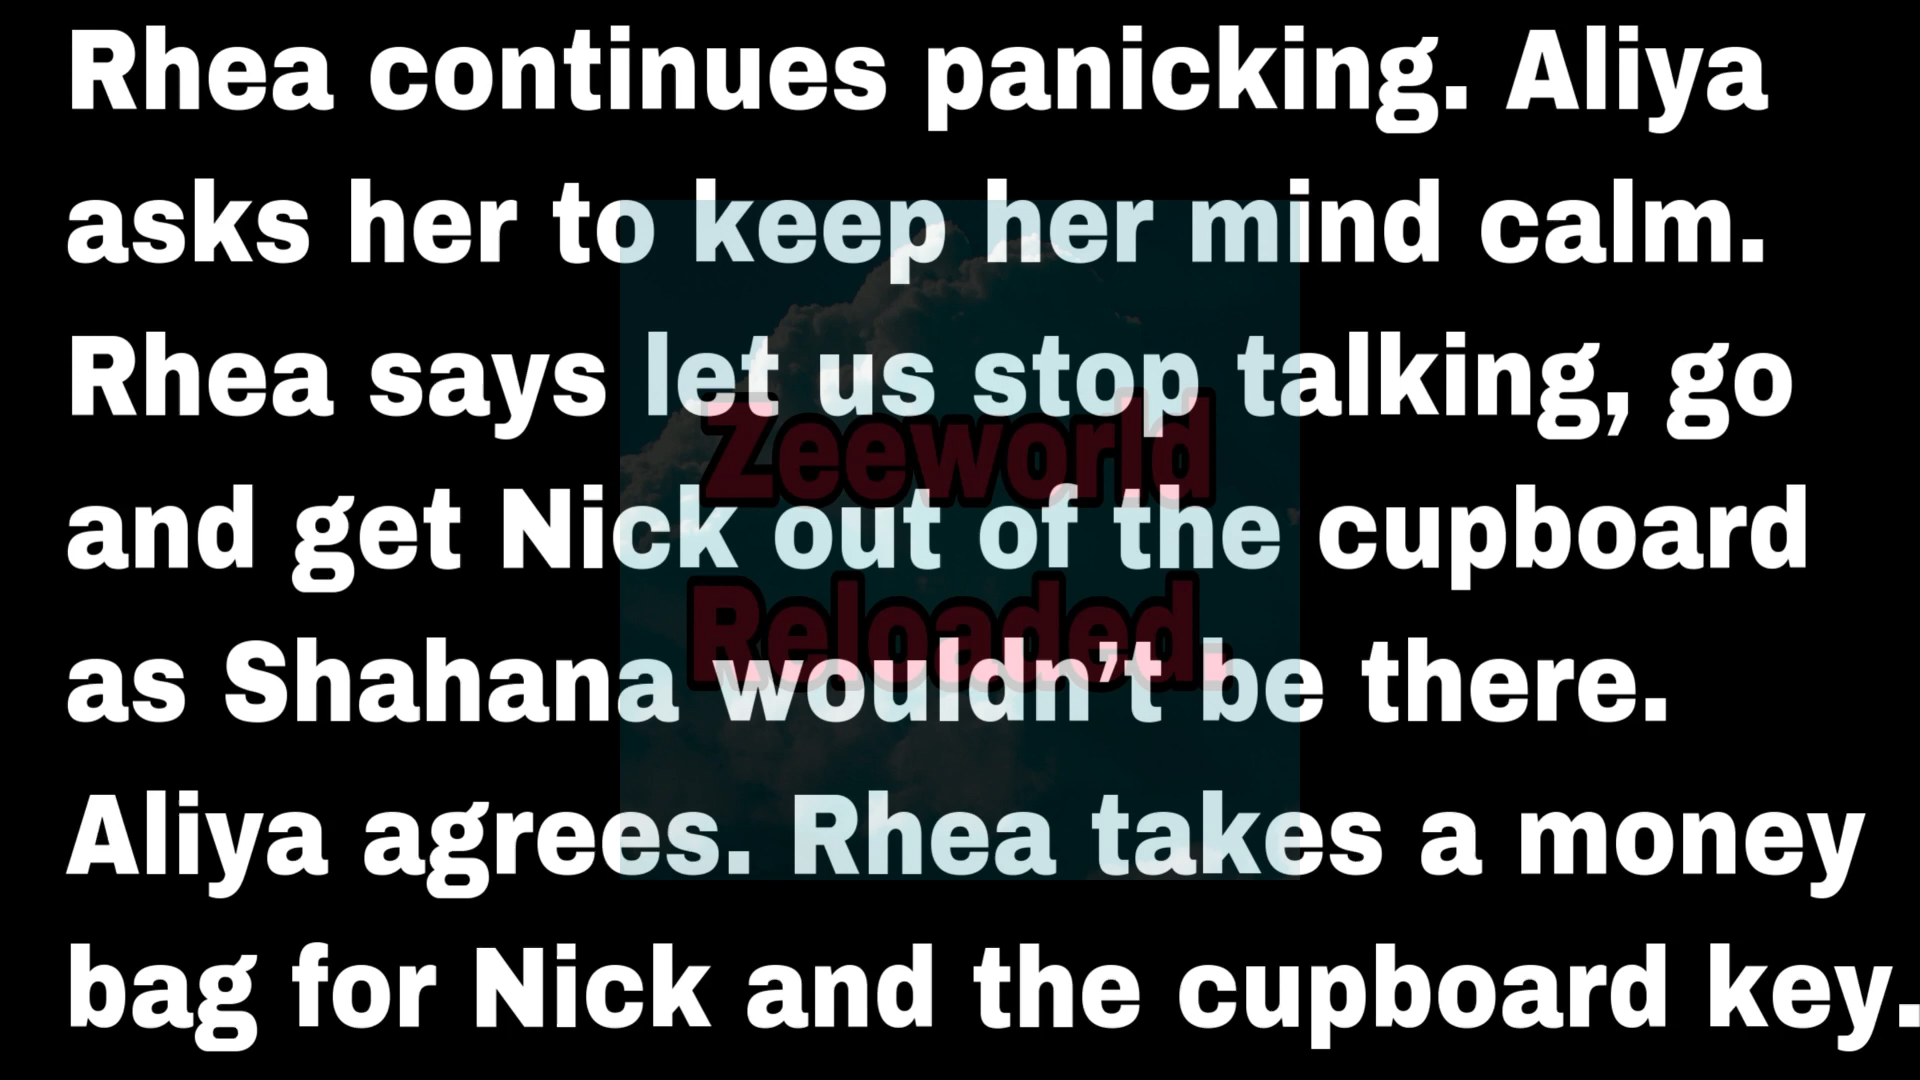 Rhea continues panicking. Aliya
asks her to keep her mind calm.
Rhea says let us stop talking, go
and get Nick out of the cupboard
as Shahana wouldn’t be there.
Aliya agrees. Rhea takes a money
bag for Nick and the cupboard key.
Zeeworld
Reloaded.